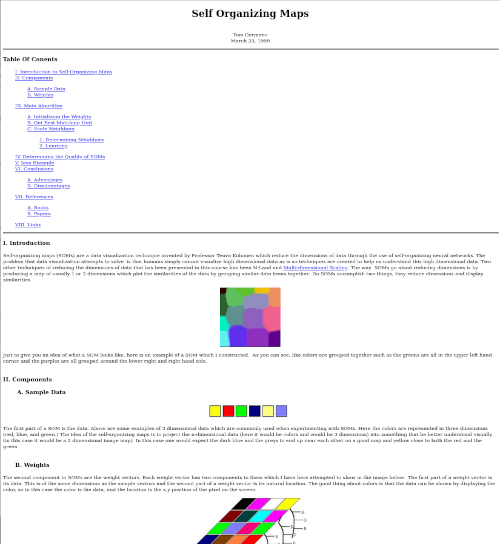 Self Organizing Maps
Tom Germano
March 23, 1999
Table Of Conents
I. Introduction to Self-Organizing Maps
II. Components
A. Sample Data
B. Weights
III. Main Algorithm
A. Initializing the Weights
B. Get Best Matching Unit
C. Scale Neighbors
1. Determining Neighbors
2. Learning
IV. Determining the Quality of SOMs
V. Java Example
VI. Conclusions
A. Advantages
B. Disadvantages
VII. References
A. Books
B. Papers
VIII. Links
I. Introduction
Self-organizing maps (SOMs) are a data visualization technique invented by Professor Teuvo Kohonen which reduce the dimensions of data through the use of self-organizing neural networks. The
problem that data visualization attempts to solve is that humans simply cannot visualize high dimensional data as is so techniques are created to help us understand this high dimensional data. Two
other techniques of reducing the dimensions of data that has been presented in this course has been N-Land and Multi-dimensional Scaling. The way SOMs go about reducing dimensions is by
producing a map of usually 1 or 2 dimensions which plot the similarities of the data by grouping similar data items together. So SOMs accomplish two things, they reduce dimensions and display
similarities.
Just to give you an idea of what a SOM looks like, here is an example of a SOM which I constructed. As you can see, like colors are grouped together such as the greens are all in the upper left hand
corner and the purples are all grouped around the lower right and right hand side.
II. Components
A. Sample Data
The first part of a SOM is the data. Above are some examples of 3 dimensional data which are commonly used when experimenting with SOMs. Here the colors are represented in three dimensions
(red, blue, and green.) The idea of the self-organizing maps is to project the n-dimensional data (here it would be colors and would be 3 dimensions) into something that be better understood visually
(in this case it would be a 2 dimensional image map). In this case one would expect the dark blue and the greys to end up near each other on a good map and yellow close to both the red and the
green.
B. Weights
The second component to SOMs are the weight vectors. Each weight vector has two components to them which I have here attempted to show in the image below. The first part of a weight vector is
its data. This is of the same dimensions as the sample vectors and the second part of a weight vector is its natural location. The good thing about colors is that the data can be shown by displaying the
color, so in this case the color is the data, and the location is the x,y position of the pixel on the screen.